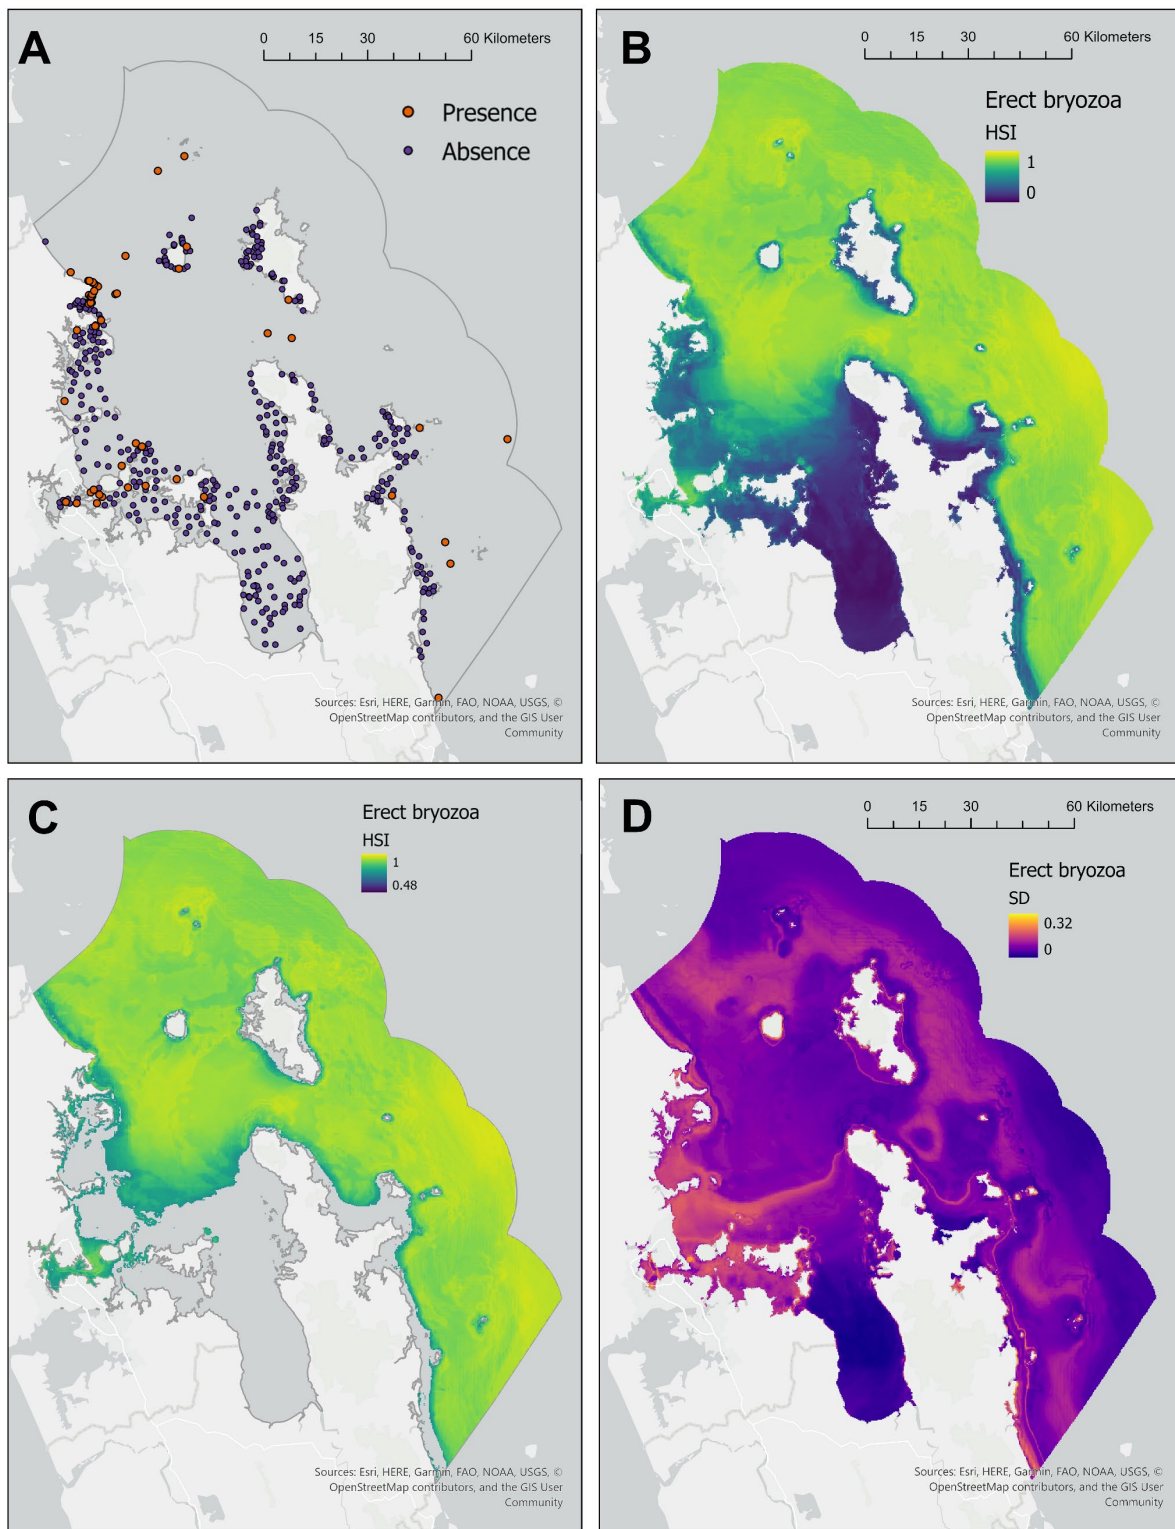 A
0 15 30 60 Kilometers
Presence
Absence
Sources: Esri, HERE, Garmin, FAO, NOAA, USGS, ©
OpenStreetMap contributors, and the GIS User
Community
B
0 15 30 60 Kilometers
Erect bryozoa
HSI
1
0
Sources: Esri, HERE, Garmin, FAO, NOAA, USGS, ©
OpenStreetMap contributors, and the GIS User
Community
C
Erect bryozoa
HSI
1
0.48
Sources: Esri, HERE, Garmin, FAO, NOAA, USGS, ©
OpenStreetMap contributors, and the GIS User
Community
D
0 15 30 60 Kilometers
Erect bryozoa
SD
0.32
0
Sources: Esri, HERE, Garmin, FAO, NOAA, USGS, ©
OpenStreetMap contributors, and the GIS User
Community